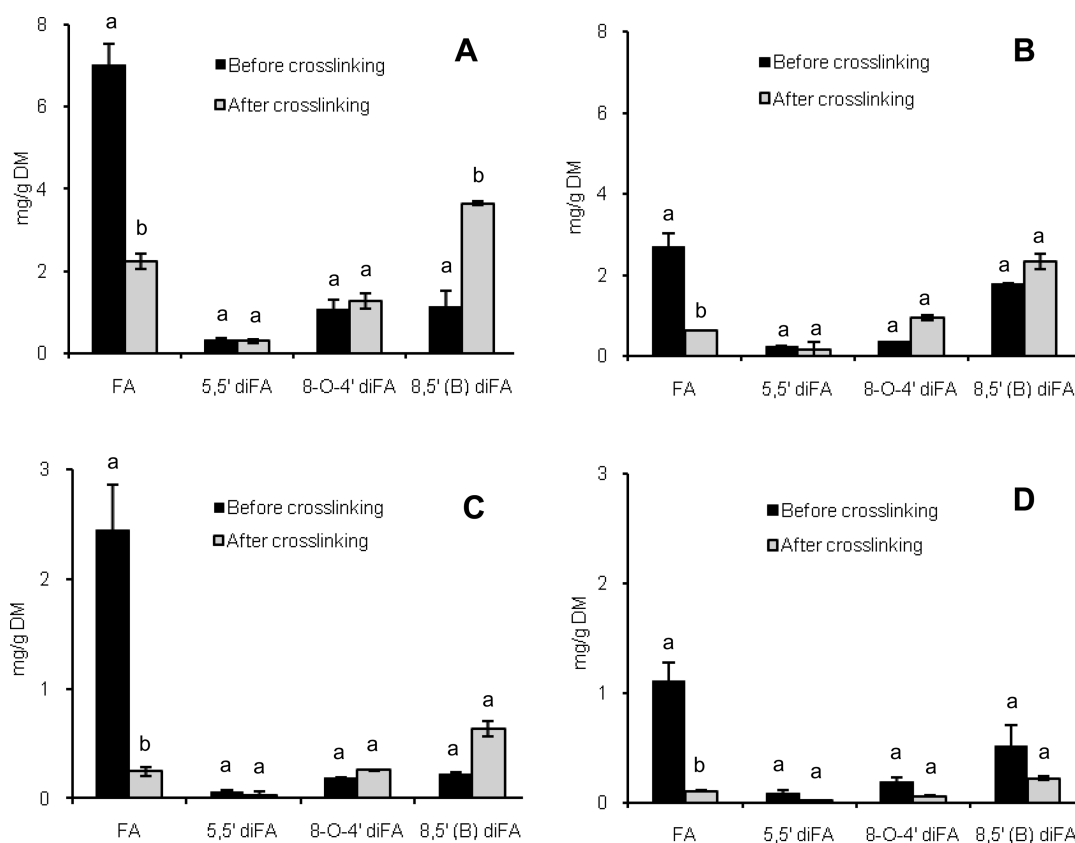 8
6
4
2
0
mg/g DM
a
b
a
a
a
a
a
b
Before crosslinking
After crosslinking
A
FA
5,5' diFA
8-O-4' diFA
8,5' (B) diFA
8
6
4
2
0
mg/g DM
a
b
a
a
a
a
a
a
Before crosslinking
After crosslinking
B
FA
5,5' diFA
8-O-4' diFA
8,5' (B) diFA
3
2
1
0
mg/g DM
a
b
a
a
a
a
a
a
Before crosslinking
After crosslinking
C
FA
5,5' diFA
8-O-4' diFA
8,5' (B) diFA
3
2
1
0
mg/g DM
a
b
a
a
a
a
a
a
Before crosslinking
After crosslinking
D
FA
5,5' diFA
8-O-4' diFA
8,5' (B) diFA